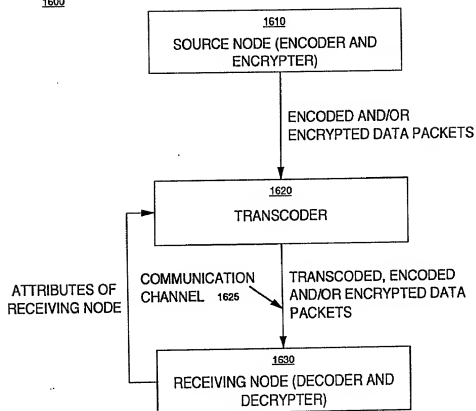 1600
1610
SOURCE NODE (ENCODER AND
ENCRYPTER)
ENCODED AND/OR
ENCRYPTED DATA PACKETS
1620
TRANSCODER
ATTRIBUTES OF
RECEIVING NODE
COMMUNICATION
CHANNEL 1625
TRANSCODED, ENCODED
AND/OR ENCRYPTED DATA
PACKETS
1630
RECEIVING NODE (DECODER AND
DECRYPTER)